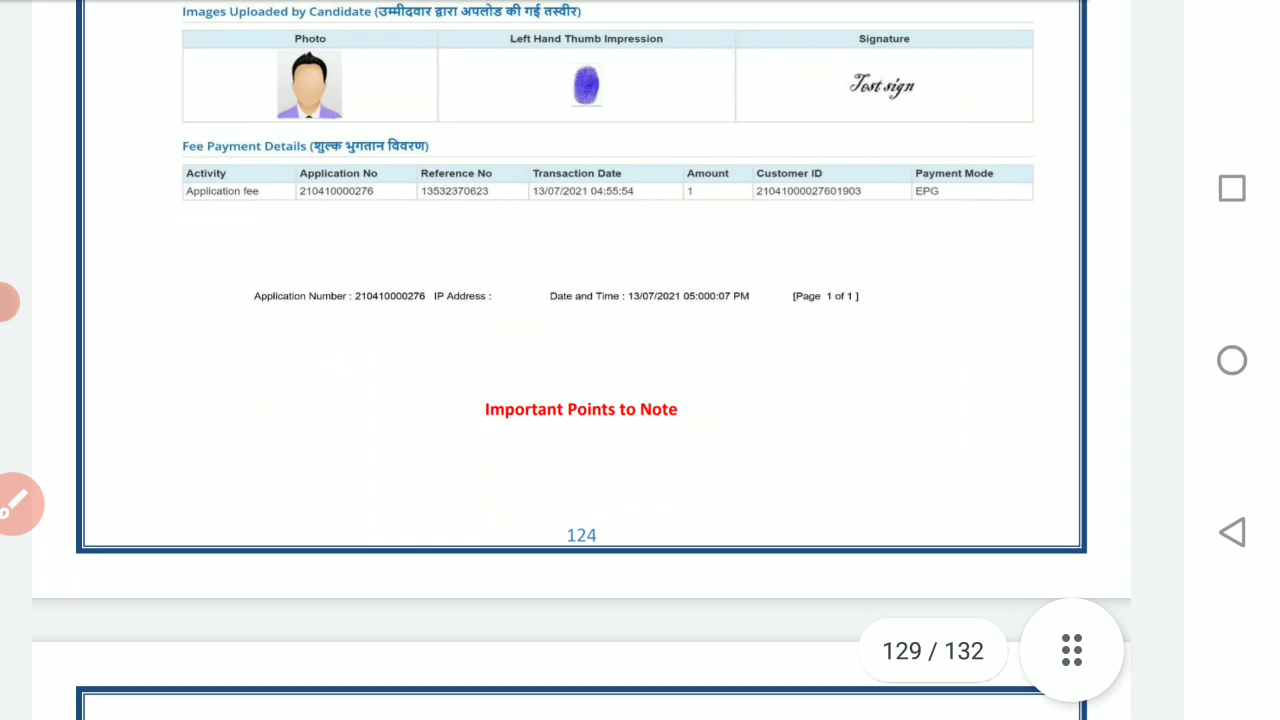 Images Uploaded by Candidate (उम्मीदवार द्वारा अपलोड की गई तस्वीर)
Photo Left Hand Thumb Impression Signature
Test sign
Fee Payment Details (शुल्क भुगतान विवरण)
Activity Application No Reference No Transaction Date Amount Customer ID Payment Mode
Application fee 210410000276 13532370623 13/07/2021 04:55:54 1 21041000027601903 EPG
Application Number : 210410000276 IP Address : Date and Time : 13/07/2021 05:000:07 PM [Page 1 of 1 ]
Important Points to Note
124
129 / 132